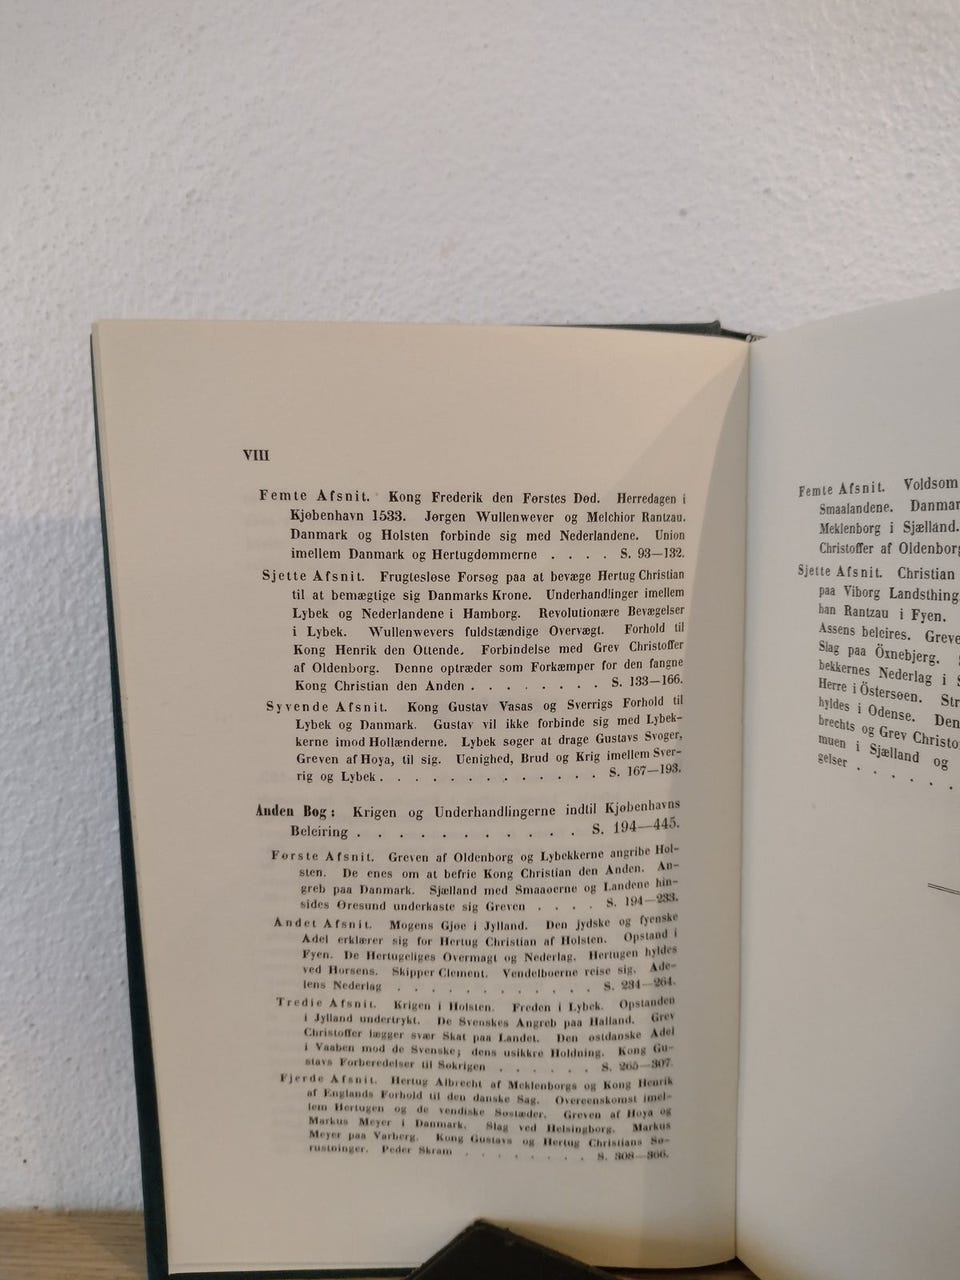 VIII
Femte Afsnit. Kong Frederik den Førstes Død. Herredagen i
Kjøbenhavn 1533. Jørgen Wullenwever og Melchior Rantzau.
Danmark og Holsten forbinde sig med Nederlandene. Union
imellem Danmark og Hertugdømmerne . . . . S. 93—132.
Sjette Afsnit. Frugtesløse Forsøg paa at bevæge Hertug Christian
til at bemægtige sig Danmarks Krone. Underhandlinger imellem
Lybek og Nederlandene i Hamborg. Revolutionære Bevægelser
i Lybek. Wullenwevers fuldstændige Overvægt. Forhold til
Kong Henrik den Ottende. Forbindelse med Grev Christoffer
af Oldenborg. Denne optræder som Forkæmper for den fangne
Kong Christian den Anden . . . . . . . . S. 133—166.
Syvende Afsnit. Kong Gustav Vasas og Sverrigs Forhold til
Lybek og Danmark. Gustav vil ikke forbinde sig med Lybek-
kerne imod Hollænderne. Lybek søger at drage Gustavs Svoger,
Greven af Hoya, til sig. Uenighed, Brud og Krig imellem Sver-
rig og Lybek . . . . . . . . . . . . . S. 167—193.
Anden Bog: Krigen og Underhandlingerne indtil Kjøbenhavns
Beleiring . . . . . . . . . . . . S. 194—445.
Første Afsnit. Greven af Oldenborg og Lybekkerne angribe Hol-
sten. De enes om at befrie Kong Christian den Anden. An-
greb paa Danmark. Sjælland med Smaaøerne og Landene hin-
sides Øresund underkaste sig Greven . . . . S. 194—233.
Andet Afsnit. Mogens Gjøe i Jylland. Den jydske og fyenske
Adel erklærer sig for Hertug Christian af Holsten. Opstand i
Fyen. De Hertugeliges Overmagt og Nederlag. Hertugen hyldes
ved Horsens. Skipper Clement. Vendelboerne reise sig. Ade-
lens Nederlag . . . . . . . . . . . . S. 234—264.
Tredie Afsnit. Krigen i Holsten. Freden i Lybek. Opstanden
i Jylland undertrykt. De Svenskes Angreb paa Halland. Grev
Christoffer lægger svær Skat paa Landet. Den østdanske Adel
i Vaaben mod de Svenske; dens usikkre Holdning. Kong Gu-
stavs Forberedelser til Søkrigen . . . . . . S. 265—307.
Fjerde Afsnit. Hertug Albrecht af Meklenborgs og Kong Henrik
af Englands Forhold til den danske Sag. Overeenskomst imel-
lem Hertugen og de vendiske Søstæder. Greven af Hoya og
Markus Meyer i Danmark. Slag ved Helsingborg. Markus
Meyer paa Varberg. Kong Gustavs og Hertug Christians Sø-
rustninger. Peder Skram . . . . . . . . S. 308—366.
Femte Afsnit. Voldsom
Smaalandene. Danmar
Meklenborg i Sjælland.
Christoffer af Oldenborg
Sjette Afsnit. Christian
paa Viborg Landsthing
han Rantzau i Fyen.
Assens beleires. Greve
Slag paa Öxnebjerg.
bekkernes Nederlag i S
Herre i Östersøen. Str
hyldes i Odense. Den
brechts og Grev Christo
muen i Sjælland og
gelser . . . . .